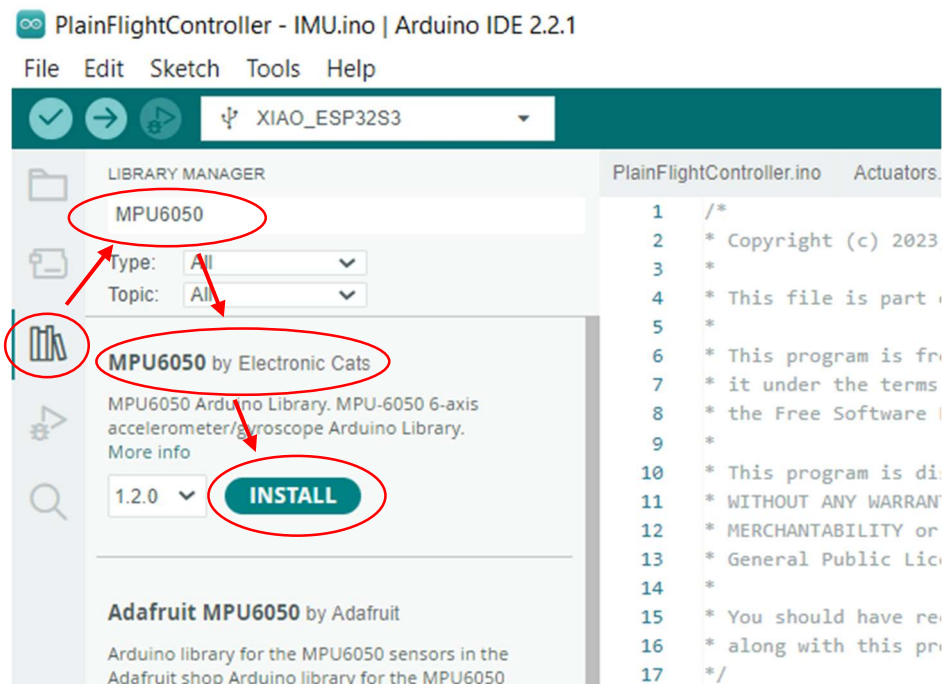 PlainFlightController - IMU.ino | Arduino IDE 2.2.1
File Edit Sketch Tools Help
XIAO_ESP32S3
LIBRARY MANAGER
MPU6050
Type: All
Topic: All
MPU6050 by Electronic Cats
MPU6050 Arduino Library. MPU-6050 6-axis
accelerometer/gyroscope Arduino Library.
More info
1.2.0 INSTALL
Adafruit MPU6050 by Adafruit
Arduino library for the MPU6050 sensors in the
Adafruit shop Arduino library for the MPU6050
PlainFlightController.ino Actuators.
1 /*
2 * Copyright (c) 2023
3 *
4 * This file is part
5 *
6 * This program is fre
7 * it under the terms
8 * the Free Software
9 *
10 * This program is dis
11 * WITHOUT ANY WARRANT
12 * MERCHANTABILITY or
13 * General Public Lice
14 *
15 * You should have rec
16 * along with this pro
17 */